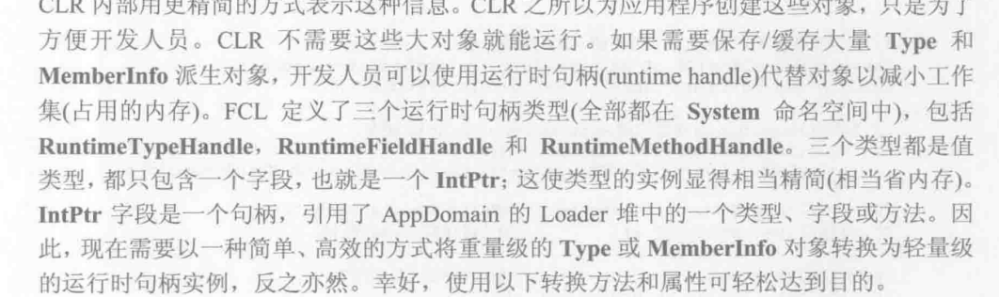 CLR 内部用更精简的方式表示这种信息。CLR 之所以为应用程序创建这些对象，只是为了
方便开发人员。CLR 不需要这些大对象就能运行。如果需要保存/缓存大量 Type 和
MemberInfo 派生对象，开发人员可以使用运行时句柄(runtime handle)代替对象以减小工作
集(占用的内存)。FCL 定义了三个运行时句柄类型(全部都在 System 命名空间中)，包括
RuntimeTypeHandle，RuntimeFieldHandle 和 RuntimeMethodHandle。三个类型都是值
类型，都只包含一个字段，也就是一个 IntPtr；这使类型的实例显得相当精简(相当省内存)。
IntPtr 字段是一个句柄，引用了 AppDomain 的 Loader 堆中的一个类型、字段或方法。因
此，现在需要以一种简单、高效的方式将重量级的 Type 或 MemberInfo 对象转换为轻量级
的运行时句柄实例，反之亦然。幸好，使用以下转换方法和属性可轻松达到目的。